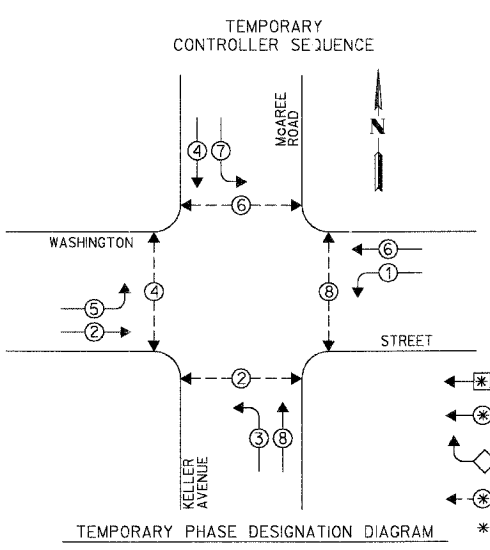 TEMPORARY
CONTROLLER SEQUENCE
McAREE
ROAD
N
4 7
6
WASHINGTON
6
1
5
4
8
2
STREET
2
*
*
3 8
KELLER
AVENUE
*
*
TEMPORARY PHASE DESIGNATION DIAGRAM